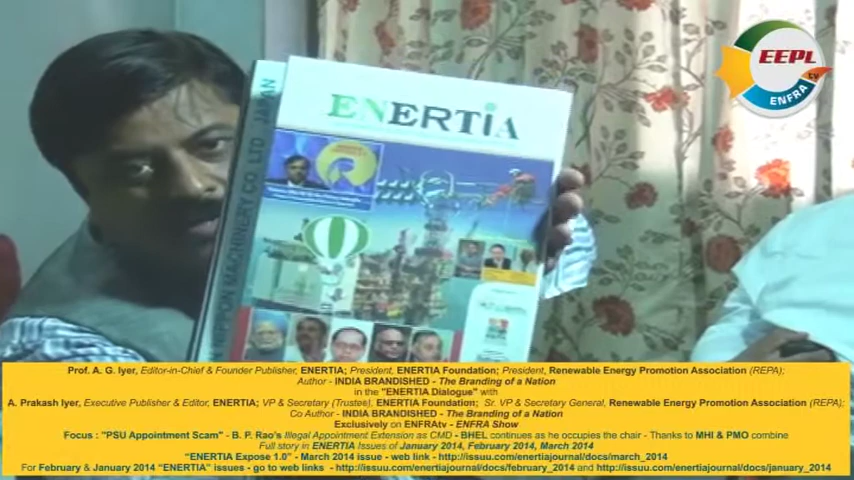 EEPL
TV
ENFRA
ENERTIA
NIPPON MACHINERY CO. LTD. JAPAN
Prof. A. G. Iyer, Editor-in-Chief & Founder Publisher, ENERTIA; President, ENERTIA Foundation; President, Renewable Energy Promotion Association (REPA);
Author - INDIA BRANDISHED - The Branding of a Nation
in the "ENERTIA Dialogue" with
A. Prakash Iyer, Executive Publisher & Editor, ENERTIA; VP & Secretary (Trustee), ENERTIA Foundation; Sr. VP & Secretary General, Renewable Energy Promotion Association (REPA);
Co Author - INDIA BRANDISHED - The Branding of a Nation
Exclusively on ENFRAtv - ENFRA Show
Focus : "PSU Appointment Scam" - B. P. Rao's Illegal Appointment Extension as CMD - BHEL continues as he occupies the chair - Thanks to MHI & PMO combine
Full story in ENERTIA Issues of January 2014, February 2014, March 2014
"ENERTIA Expose 1.0" - March 2014 issue - web link - http://issuu.com/enertiajournal/docs/march_2014
For February & January 2014 "ENERTIA" issues - go to web links - http://issuu.com/enertiajournal/docs/february_2014 and http://issuu.com/enertiajournal/docs/january_2014